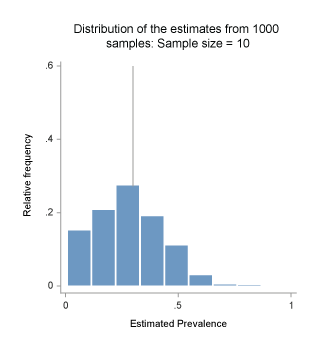 Distribution of the estimates from 1000
samples: Sample size = 10
Relative frequency
.6
.4
.2
0
0
.5
1
Estimated Prevalence